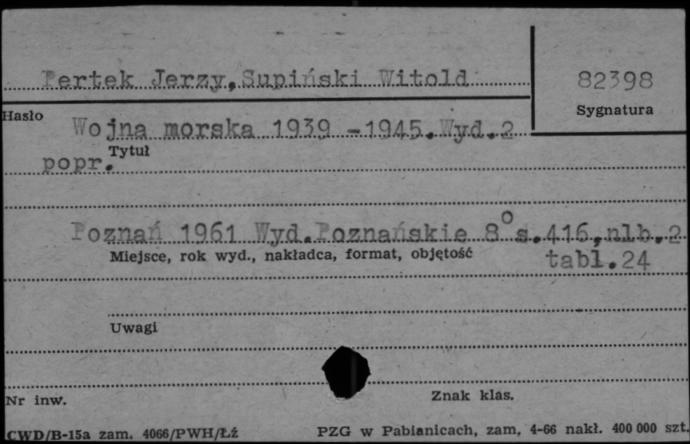 Pertek Jerzy, Supiński Witold
82398
Hasło
Sygnatura
Wojna morska 1939 -1945. Wyd.2
Tytuł
popr.
Poznań 1961 Wyd. Poznańskie 8° s.416, nlb.2
Miejsce, rok wyd., nakładca, format, objętość
tabl.24
Uwagi
Nr inw.
Znak klas.
CWD/B-15a zam. 4066/PWH/Łż
PZG w Pabianicach, zam. 4-66 nakł. 400 000 szt.